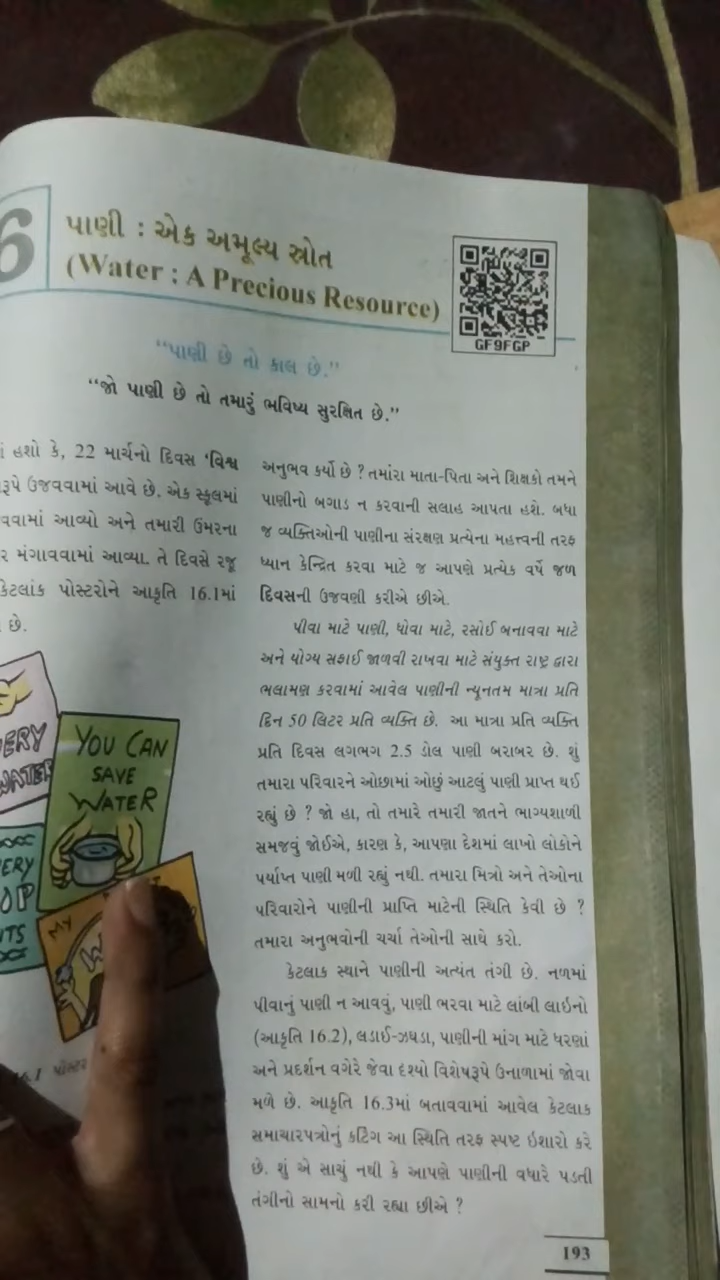 6
પાણી : એક અમૂલ્ય સ્રોત
(Water : A Precious Resource)
GF9FGP
“પાણી છે તો કાલ છે.”
“જો પાણી છે તો તમારું ભવિષ્ય સુરક્ષિત છે.”
હશો કે, 22 માર્ચનો દિવસ ‘વિશ્વ
રૂપે ઉજવવામાં આવે છે. એક સ્કૂલમાં
આવ્યો અને તમારી ઉંમરના
મંગાવવામાં આવ્યા. તે દિવસે રજૂ
કેટલાંક પોસ્ટરોને આકૃતિ 16.1માં
છે.
YOU CAN
SAVE
WATER
MY
16.1 પોસ્ટર
અનુભવ કર્યો છે ? તમાંરા માતા-પિતા અને શિક્ષકો તમને
પાણીનો બગાડ ન કરવાની સલાહ આપતા હશે. બધા
જ વ્યક્તિઓની પાણીના સંરક્ષણ પ્રત્યેના મહત્ત્વની તરફ
ધ્યાન કેન્દ્રિત કરવા માટે જ આપણે પ્રત્યેક વર્ષે જળ
દિવસની ઉજવણી કરીએ છીએ.
પીવા માટે પાણી, ધોવા માટે, રસોઈ બનાવવા માટે
અને યોગ્ય સફાઈ જાળવી રાખવા માટે સંયુક્ત રાષ્ટ્ર દ્વારા
ભલામણ કરવામાં આવેલ પાણીની ન્યૂનતમ માત્રા પ્રતિ
દિન 50 લિટર પ્રતિ વ્યક્તિ છે. આ માત્રા પ્રતિ વ્યક્તિ
પ્રતિ દિવસ લગભગ 2.5 ડોલ પાણી બરાબર છે. શું
તમારા પરિવારને ઓછામાં ઓછું આટલું પાણી પ્રાપ્ત થઈ
રહ્યું છે ? જો હા, તો તમારે તમારી જાતને ભાગ્યશાળી
સમજવું જોઈએ, કારણ કે, આપણા દેશમાં લાખો લોકોને
પર્યાપ્ત પાણી મળી રહ્યું નથી. તમારા મિત્રો અને તેઓના
પરિવારોને પાણીની પ્રાપ્તિ માટેની સ્થિતિ કેવી છે ?
તમારા અનુભવોની ચર્ચા તેઓની સાથે કરો.
કેટલાક સ્થાને પાણીની અત્યંત તંગી છે. નળમાં
પીવાનું પાણી ન આવવું, પાણી ભરવા માટે લાંબી લાઇનો
(આકૃતિ 16.2), લડાઈ-ઝઘડા, પાણીની માંગ માટે ધરણાં
અને પ્રદર્શન વગેરે જેવા દૃશ્યો વિશેષરૂપે ઉનાળામાં જોવા
મળે છે. આકૃતિ 16.3માં બતાવવામાં આવેલ કેટલાક
સમાચારપત્રોનું કટિંગ આ સ્થિતિ તરફ સ્પષ્ટ ઇશારો કરે
છે. શું એ સાચું નથી કે આપણે પાણીની વધારે પડતી
તંગીનો સામનો કરી રહ્યા છીએ ?
193